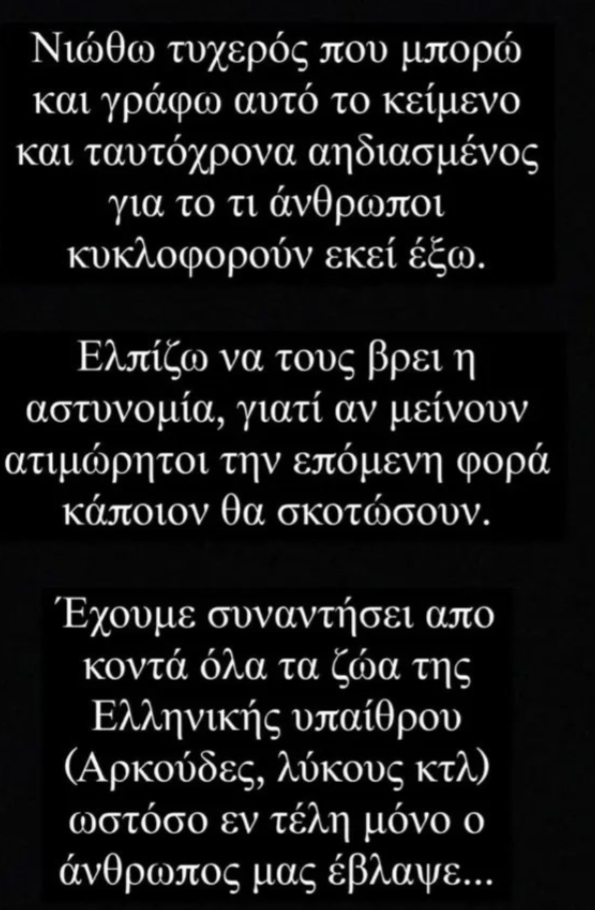 Νιώθω τυχερός που μπορώ
και γράφω αυτό το κείμενο
και ταυτόχρονα αηδιασμένος
για το τι άνθρωποι
κυκλοφορούν εκεί έξω.
Ελπίζω να τους βρει η
αστυνομία, γιατί αν μείνουν
ατιμώρητοι την επόμενη φορά
κάποιον θα σκοτώσουν.
Έχουμε συναντήσει απο
κοντά όλα τα ζώα της
Ελληνικής υπαίθρου
(Αρκούδες, λύκους κτλ)
ωστόσο εν τέλη μόνο ο
άνθρωπος μας έβλαψε...